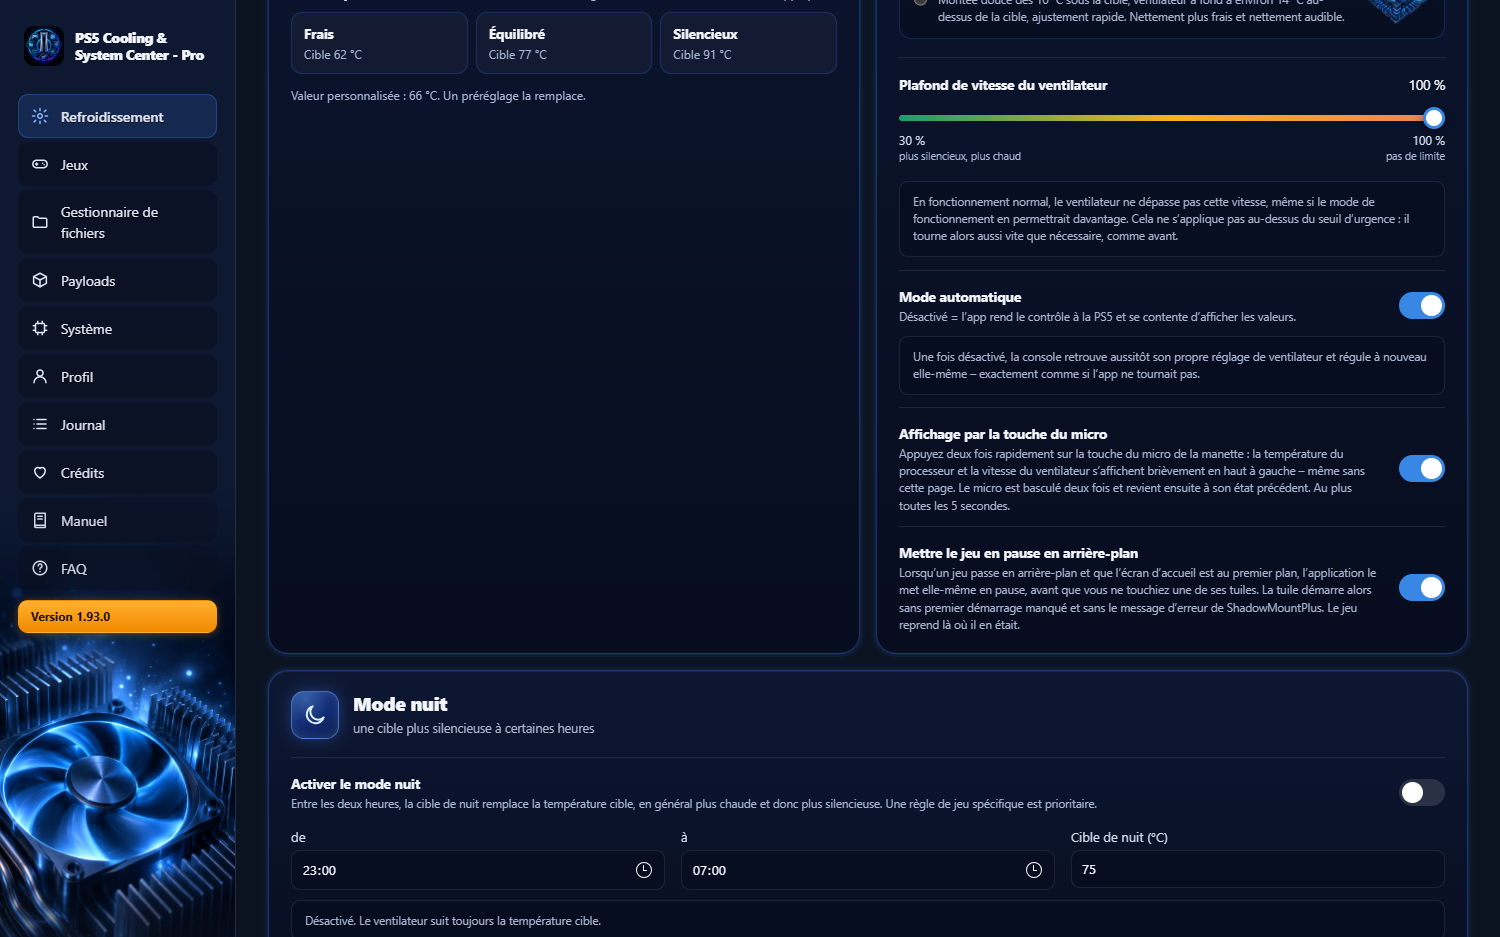 PS5 Cooling &
System Center - Pro
Refroidissement
Jeux
Gestionnaire de
fichiers
Payloads
Système
Profil
Journal
Crédits
Manuel
FAQ
Version 1.93.0
Frais
Cible 62 °C
Équilibré
Cible 77 °C
Silencieux
Cible 91 °C
Valeur personnalisée : 66 °C. Un préréglage la remplace.
dessus de la cible, ajustement rapide. Nettement plus frais et nettement audible.
Plafond de vitesse du ventilateur
100 %
30 %
plus silencieux, plus chaud
100 %
pas de limite
En fonctionnement normal, le ventilateur ne dépasse pas cette vitesse, même si le mode de
fonctionnement en permettrait davantage. Cela ne s’applique pas au-dessus du seuil d’urgence : il
tourne alors aussi vite que nécessaire, comme avant.
Mode automatique
Désactivé = l’app rend le contrôle à la PS5 et se contente d’afficher les valeurs.
Une fois désactivé, la console retrouve aussitôt son propre réglage de ventilateur et régule à nouveau
elle-même – exactement comme si l’app ne tournait pas.
Affichage par la touche du micro
Appuyez deux fois rapidement sur la touche du micro de la manette : la température du
processeur et la vitesse du ventilateur s’affichent brièvement en haut à gauche – même sans
cette page. Le micro est basculé deux fois et revient ensuite à son état précédent. Au plus
toutes les 5 secondes.
Mettre le jeu en pause en arrière-plan
Lorsqu’un jeu passe en arrière-plan et que l’écran d’accueil est au premier plan, l’application le
met elle-même en pause, avant que vous ne touchiez une de ses tuiles. La tuile démarre alors
sans premier démarrage manqué et sans le message d’erreur de ShadowMountPlus. Le jeu
reprend là où il en était.
Mode nuit
une cible plus silencieuse à certaines heures
Activer le mode nuit
Entre les deux heures, la cible de nuit remplace la température cible, en général plus chaude et donc plus silencieuse. Une règle de jeu spécifique est prioritaire.
de
23:00
à
07:00
Cible de nuit (°C)
75
Désactivé. Le ventilateur suit toujours la température cible.